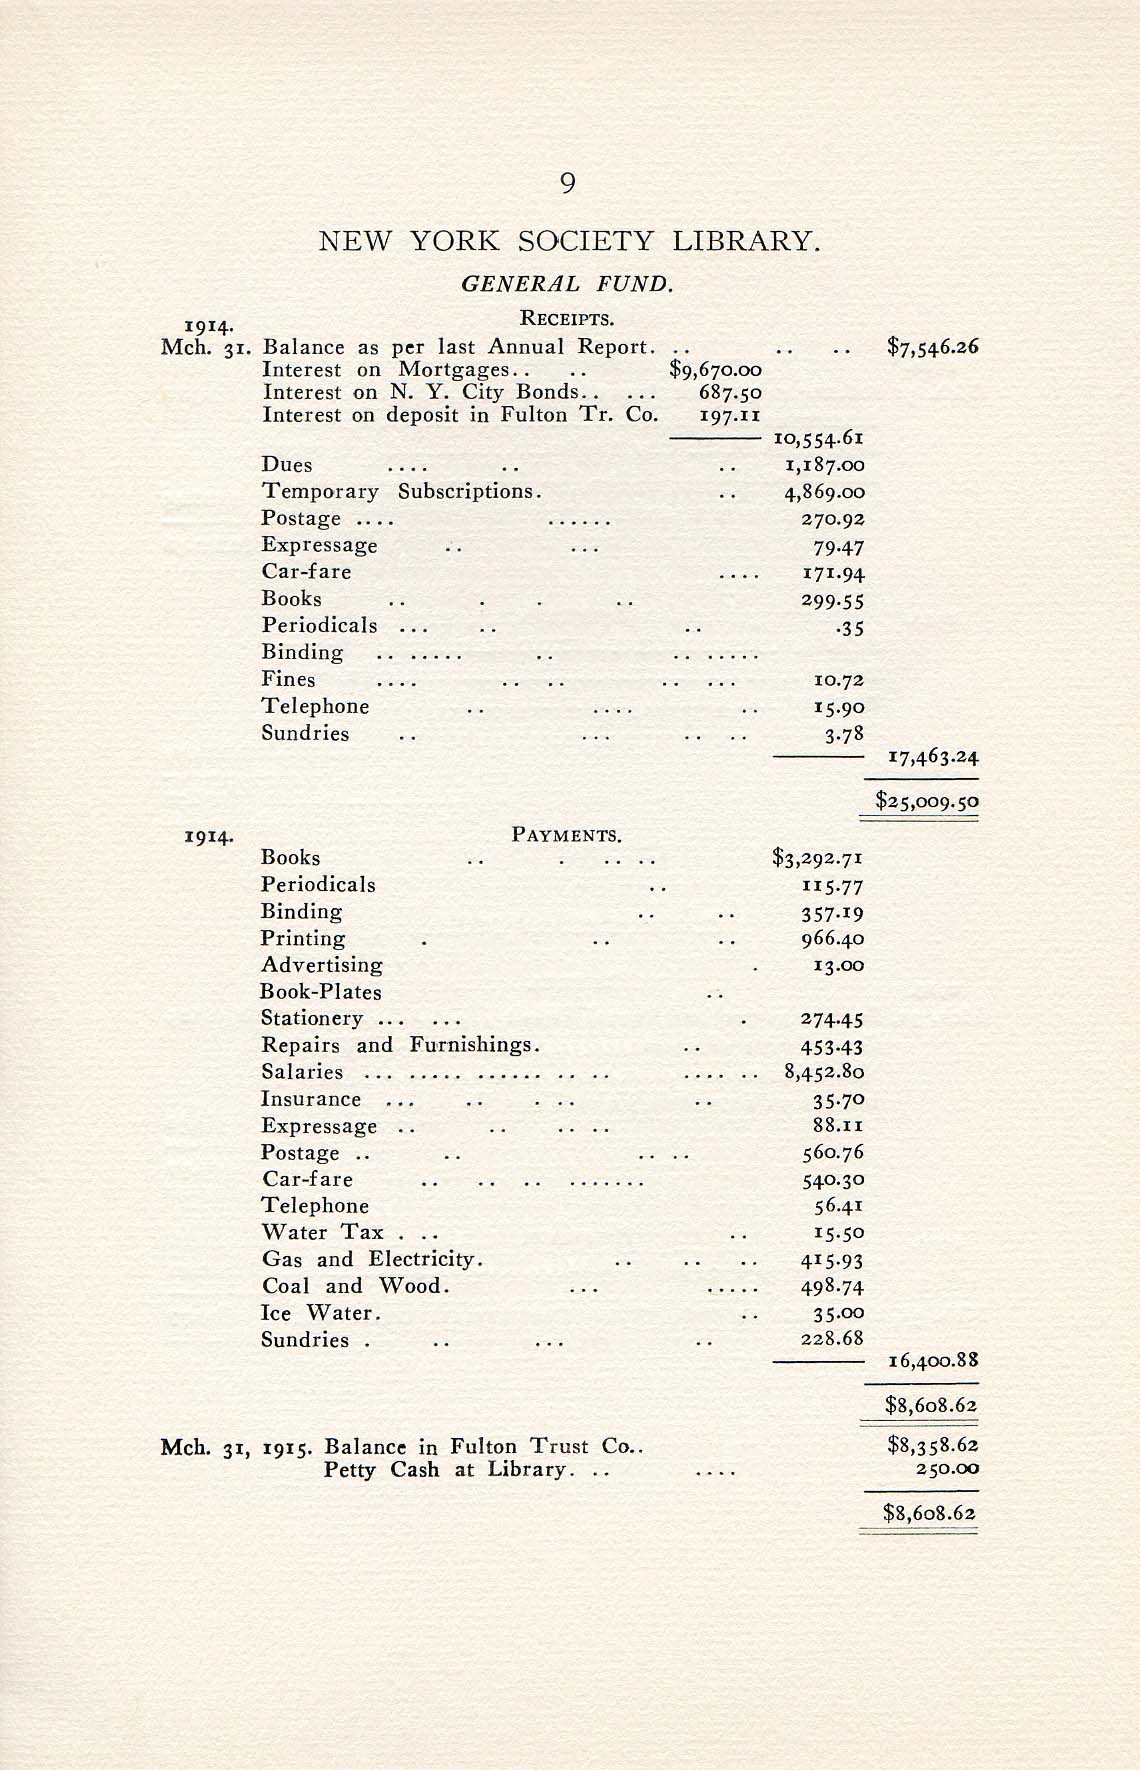 9
NEW YORK SOCIETY LIBRARY.
GENERAL FUND.
1914. RECEIPTS.
Mch. 31. Balance as per last Annual Report. .. .. .. $7,546.26
Interest on Mortgages.. .. $9,670.00
Interest on N. Y. City Bonds.. ... 687.50
Interest on deposit in Fulton Tr. Co. 197.11
10,554.61
Dues .... .. .. 1,187.00
Temporary Subscriptions. .. 4,869.00
Postage .... ...... 270.92
Expressage .. ... 79.47
Car-fare .... 171.94
Books .. . . .. 299.55
Periodicals ... .. .. .35
Binding .. ..... .. .. .....
Fines .... .. .. .. ... 10.72
Telephone .. .... .. 15.90
Sundries .. ... .. .. 3.78
17,463.24
$25,009.50
1914. PAYMENTS.
Books .. . .. .. $3,292.71
Periodicals .. 115.77
Binding .. .. 357.19
Printing . .. .. 966.40
Advertising . 13.00
Book-Plates ..
Stationery ... ... . 274.45
Repairs and Furnishings. .. 453.43
Salaries ... ..... ...... .. .. .... .. 8,452.80
Insurance ... .. . .. .. 35.70
Expressage .. .. .. .. 88.11
Postage .. .. .. .. 560.76
Car-fare .. .. .. ....... 540.30
Telephone 56.41
Water Tax . .. .. 15.50
Gas and Electricity. .. .. .. 415.93
Coal and Wood. ... ..... 498.74
Ice Water. .. 35.00
Sundries . .. ... .. 228.68
16,400.88
$8,608.62
Mch. 31, 1915. Balance in Fulton Trust Co.. $8,358.62
Petty Cash at Library. .. .... 250.00
$8,608.62